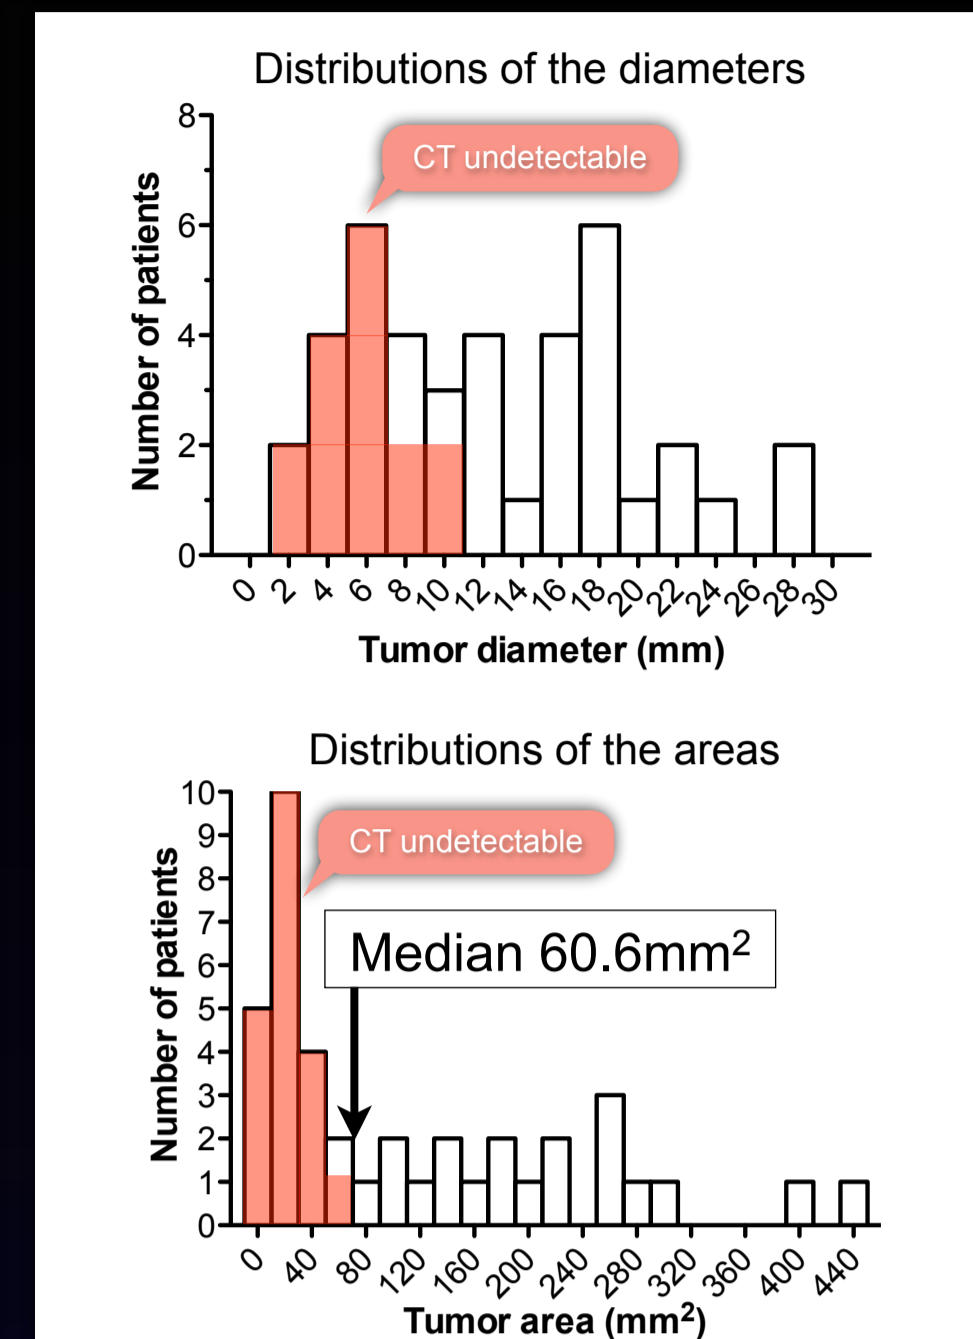 Distributions of the diameters
CT undetectable
Number of patients
8
6
4
2
0
0 2 4 6 8 10 12 14 16 18 20 22 24 26 28 30
Tumor diameter (mm)
Distributions of the areas
CT undetectable
Median 60.6mm²
Number of patients
10
9
8
7
6
5
4
3
2
1
0
0 40 80 120 160 200 240 280 320 360 400 440
Tumor area (mm²)